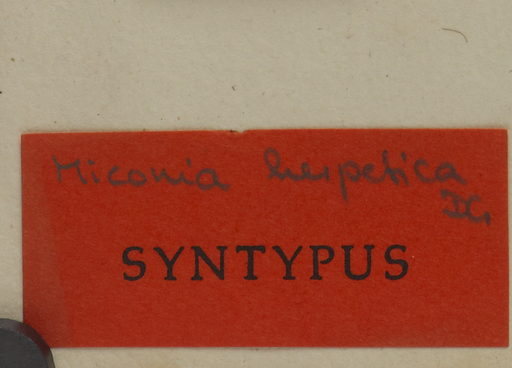 Miconia herpetica
DC.
SYNTYPUS